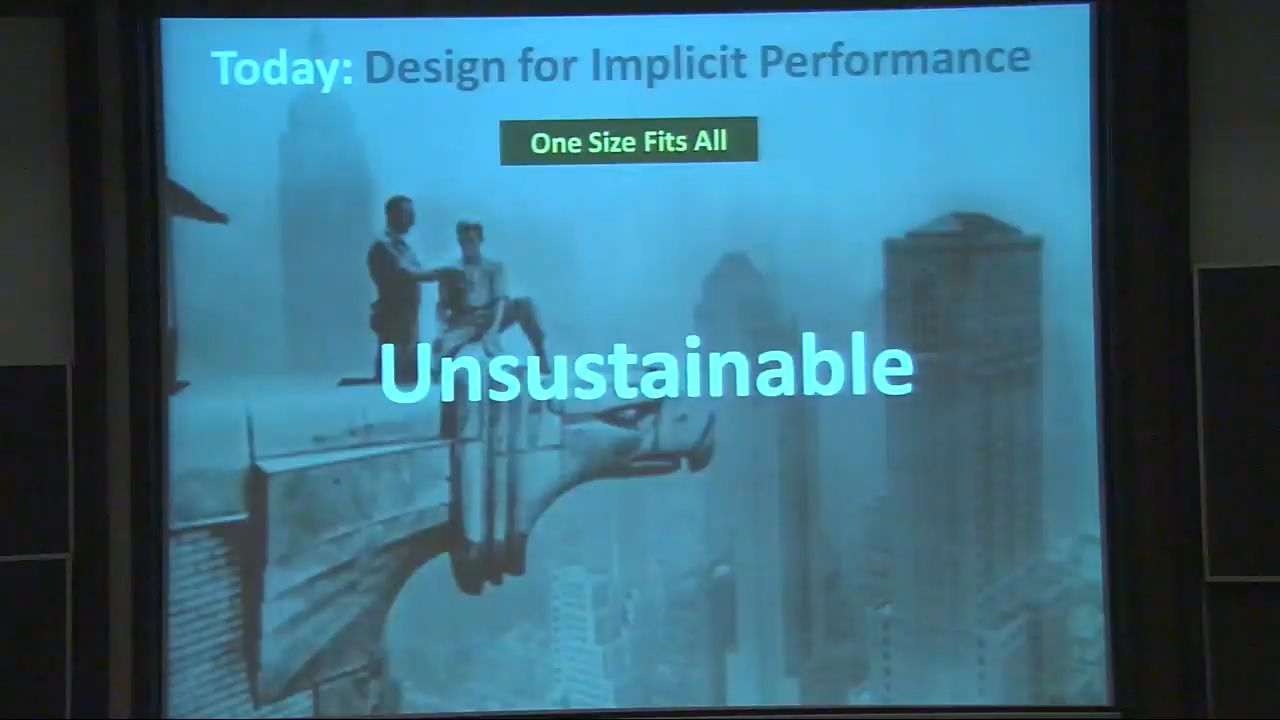 Today: Design for Implicit Performance
One Size Fits All
Unsustainable